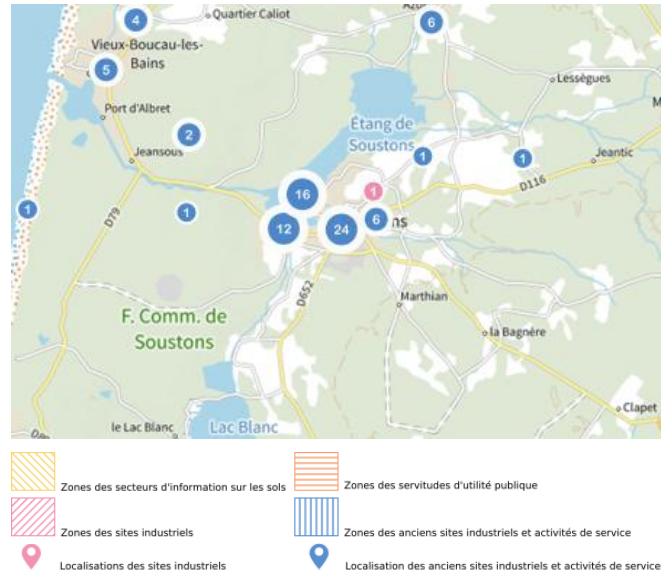 4
Quartier Caliot
6
Vieux-Boucau-les-
Bains
5
Lessègues
Port d'Albret
2
Étang de
Soustons
Jeansous
1
1
Jeantic
16
1
D116
1
1
D79
12
24
6
ns
D652
Marthian
F. Comm. de
Soustons
la Bagnère
Clapet
le Lac Blanc
Lac Blanc
Zones des secteurs d'information sur les sols
Zones des servitudes d'utilité publique
Zones des sites industriels
Zones des anciens sites industriels et activités de service
Localisations des sites industriels
Localisation des anciens sites industriels et activités de service